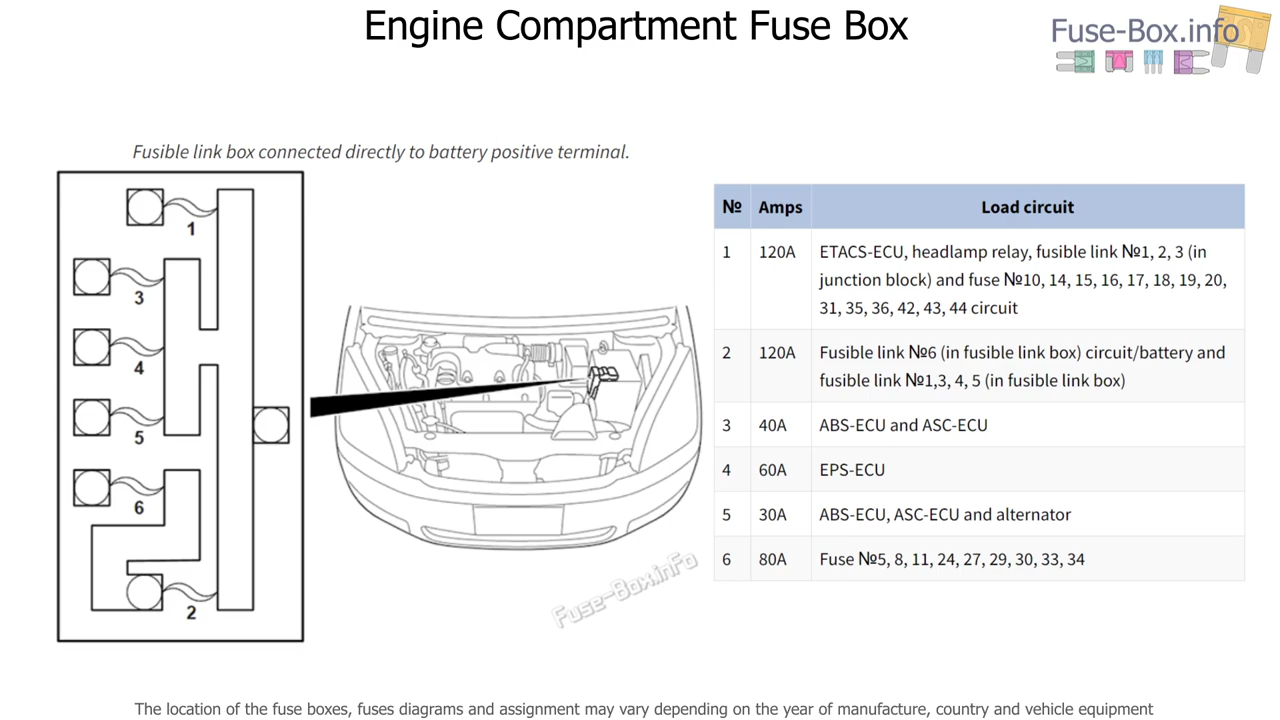 Engine Compartment Fuse Box
Fuse-Box.info
Fusible link box connected directly to battery positive terminal.
1
3
4
5
6
2
№ Amps Load circuit
1 120A ETACS-ECU, headlamp relay, fusible link №1, 2, 3 (in
junction block) and fuse №10, 14, 15, 16, 17, 18, 19, 20,
31, 35, 36, 42, 43, 44 circuit
2 120A Fusible link №6 (in fusible link box) circuit/battery and
fusible link №1,3, 4, 5 (in fusible link box)
3 40A ABS-ECU and ASC-ECU
4 60A EPS-ECU
5 30A ABS-ECU, ASC-ECU and alternator
6 80A Fuse №5, 8, 11, 24, 27, 29, 30, 33, 34
Fuse-Box.info
The location of the fuse boxes, fuses diagrams and assignment may vary depending on the year of manufacture, country and vehicle equipment